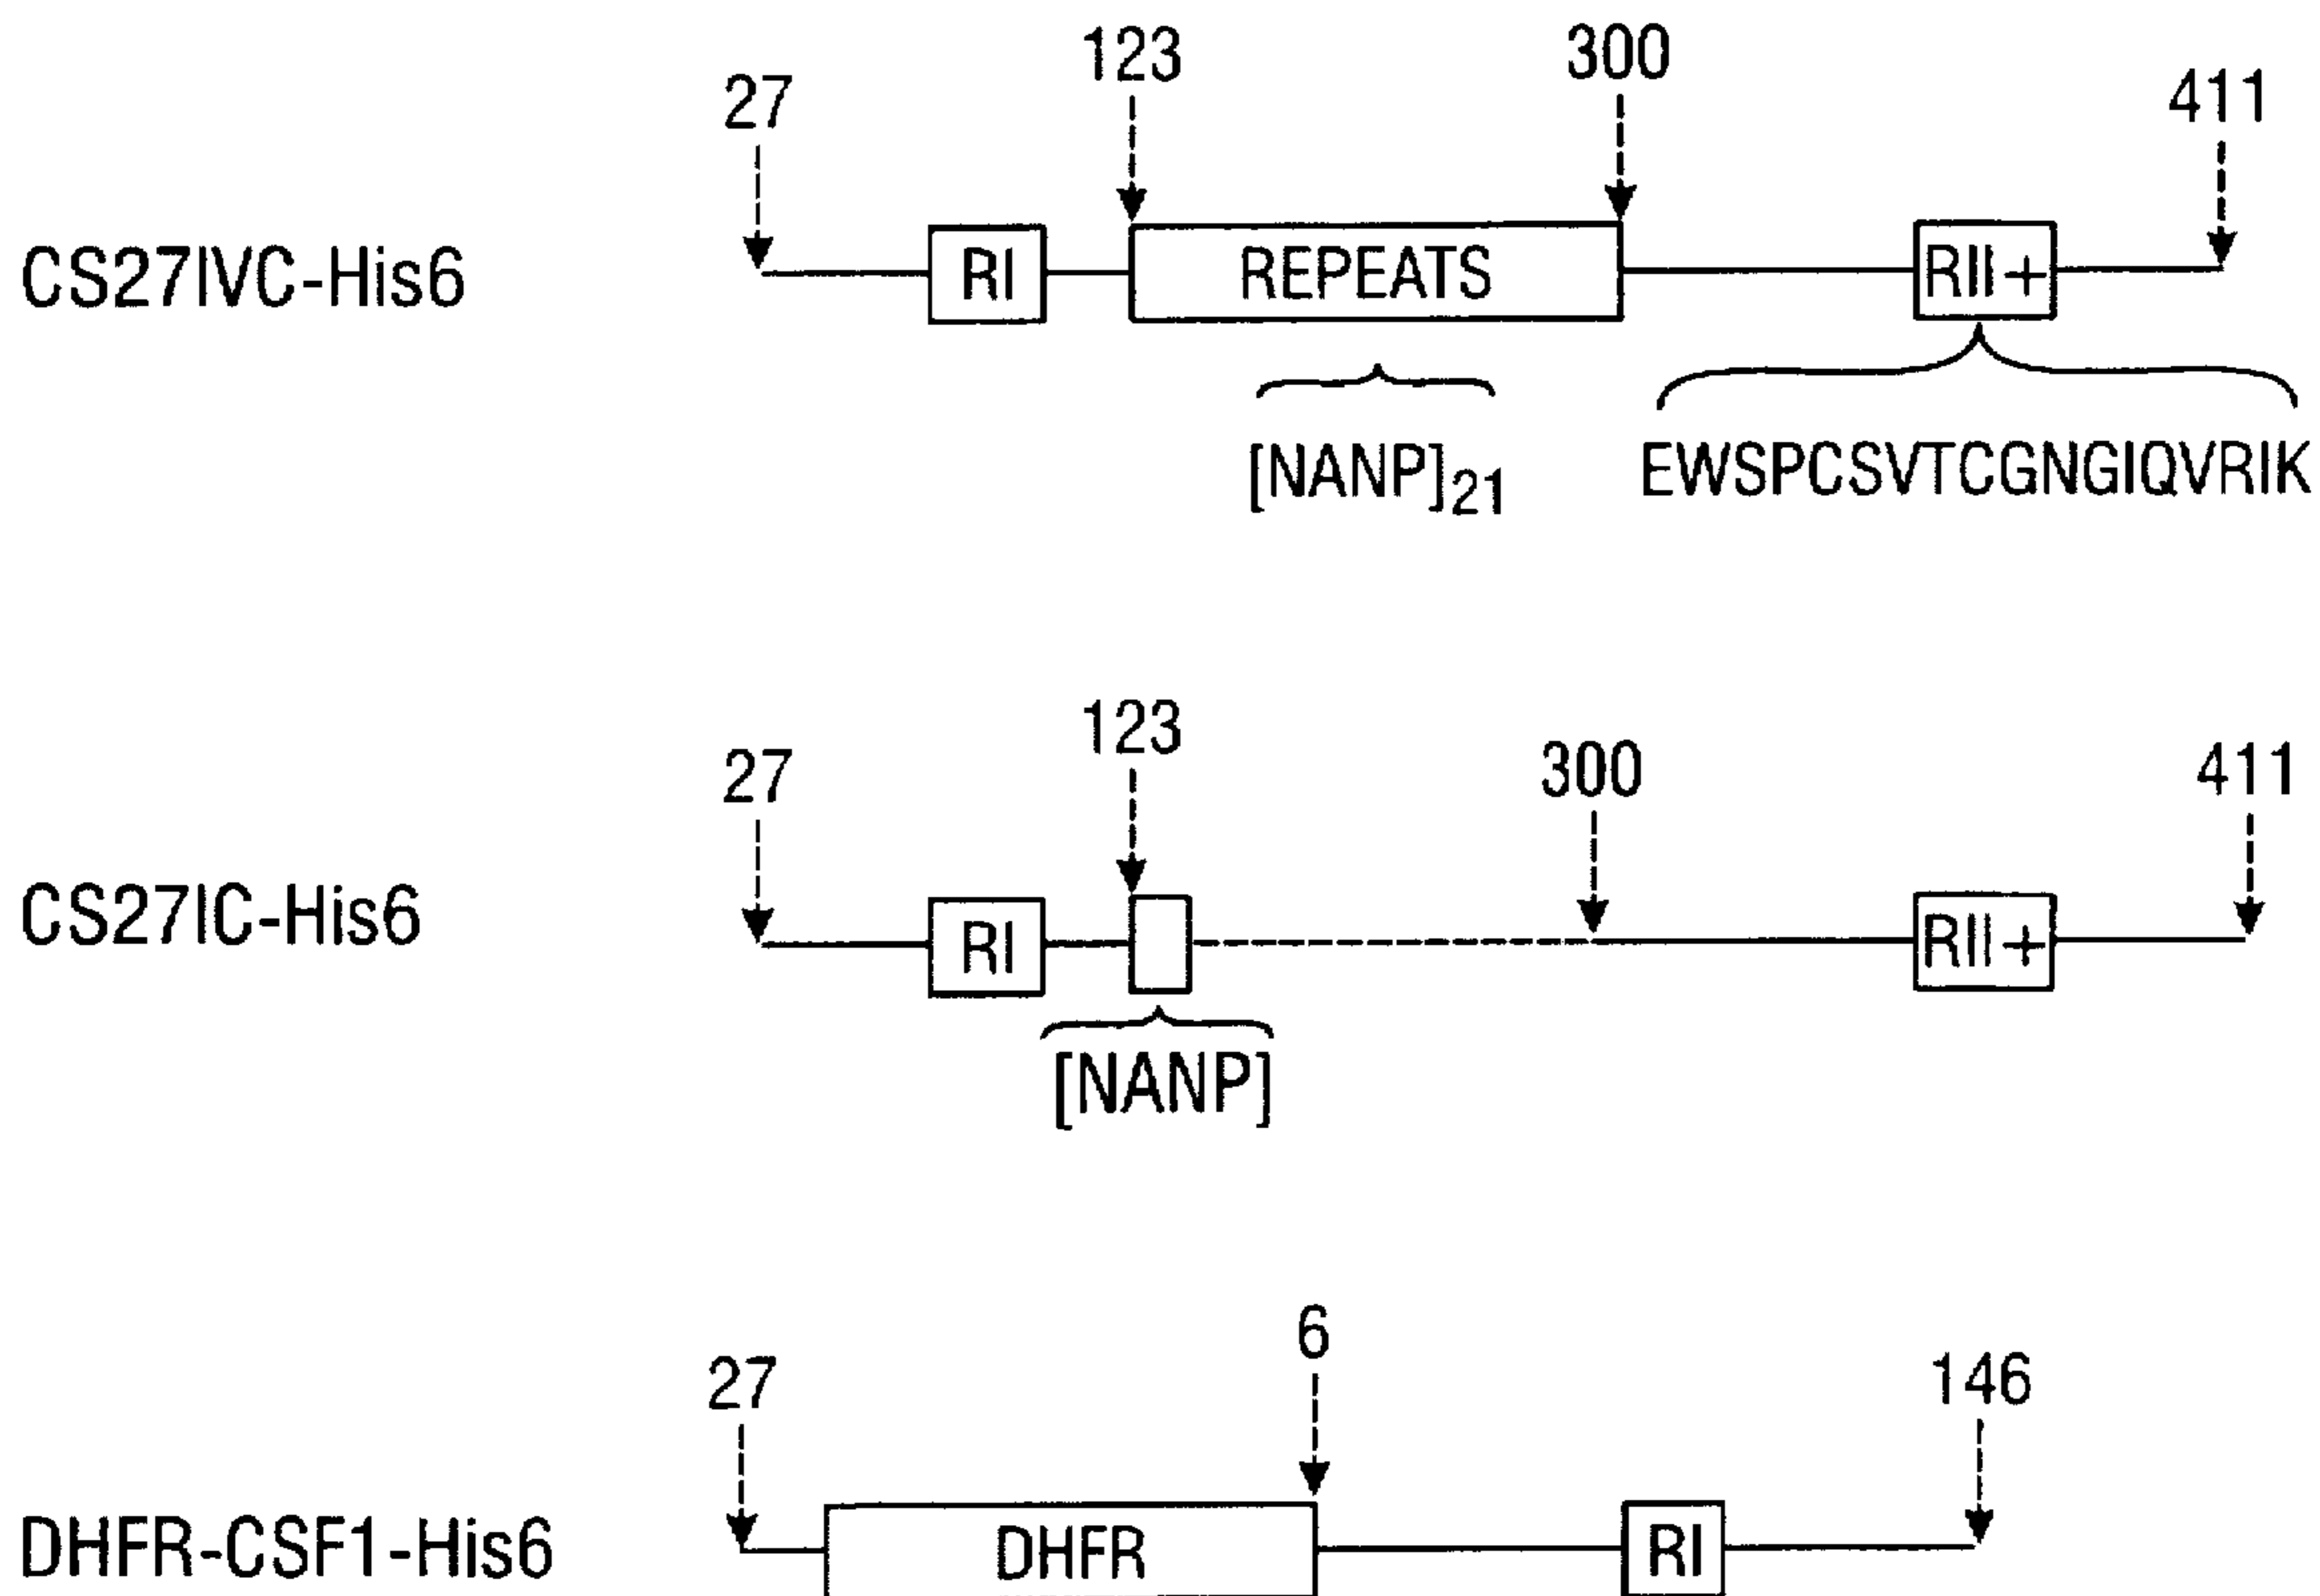 123 300
27 411
CS27IVC-His6 RI REPEATS RII+
[NANP]21 EWSPCSVTCGNGIQVRIK
123
27 300 411
CS27IC-His6 RI RII+
[NANP]
6
27 146
DHFR-CSF1-His6 DHFR RI